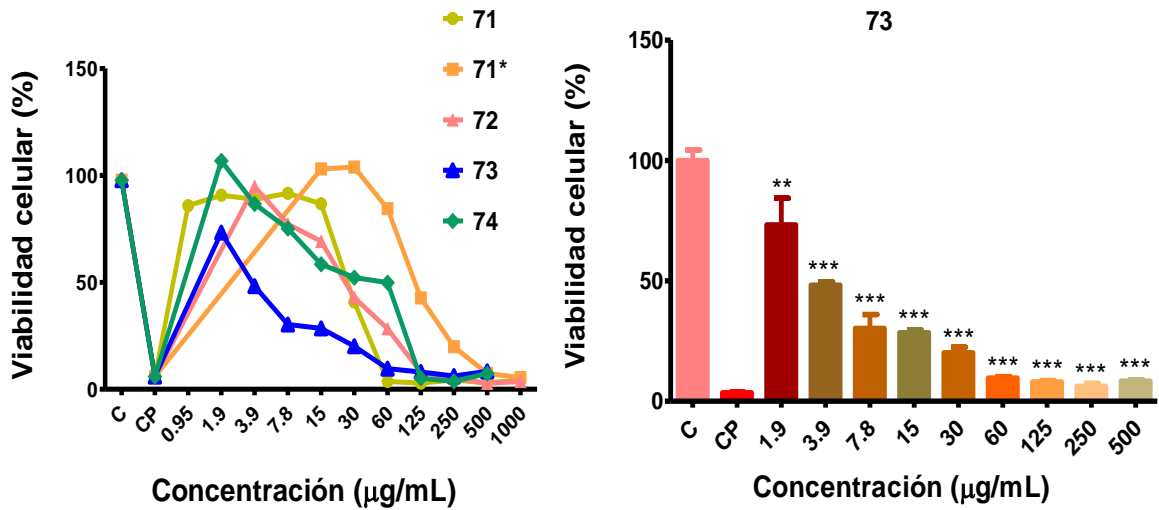 71
71*
72
73
74
Viabilidad celular (%)
150
100
50
0
C CP 0.95 1.9 3.9 7.8 15 30 60 125 250 500 1000
Concentración (μg/mL)
73
Viabilidad celular (%)
150
100
50
0
** *** *** *** *** *** *** *** ***
C CP 1.9 3.9 7.8 15 30 60 125 250 500
Concentración (μg/mL)